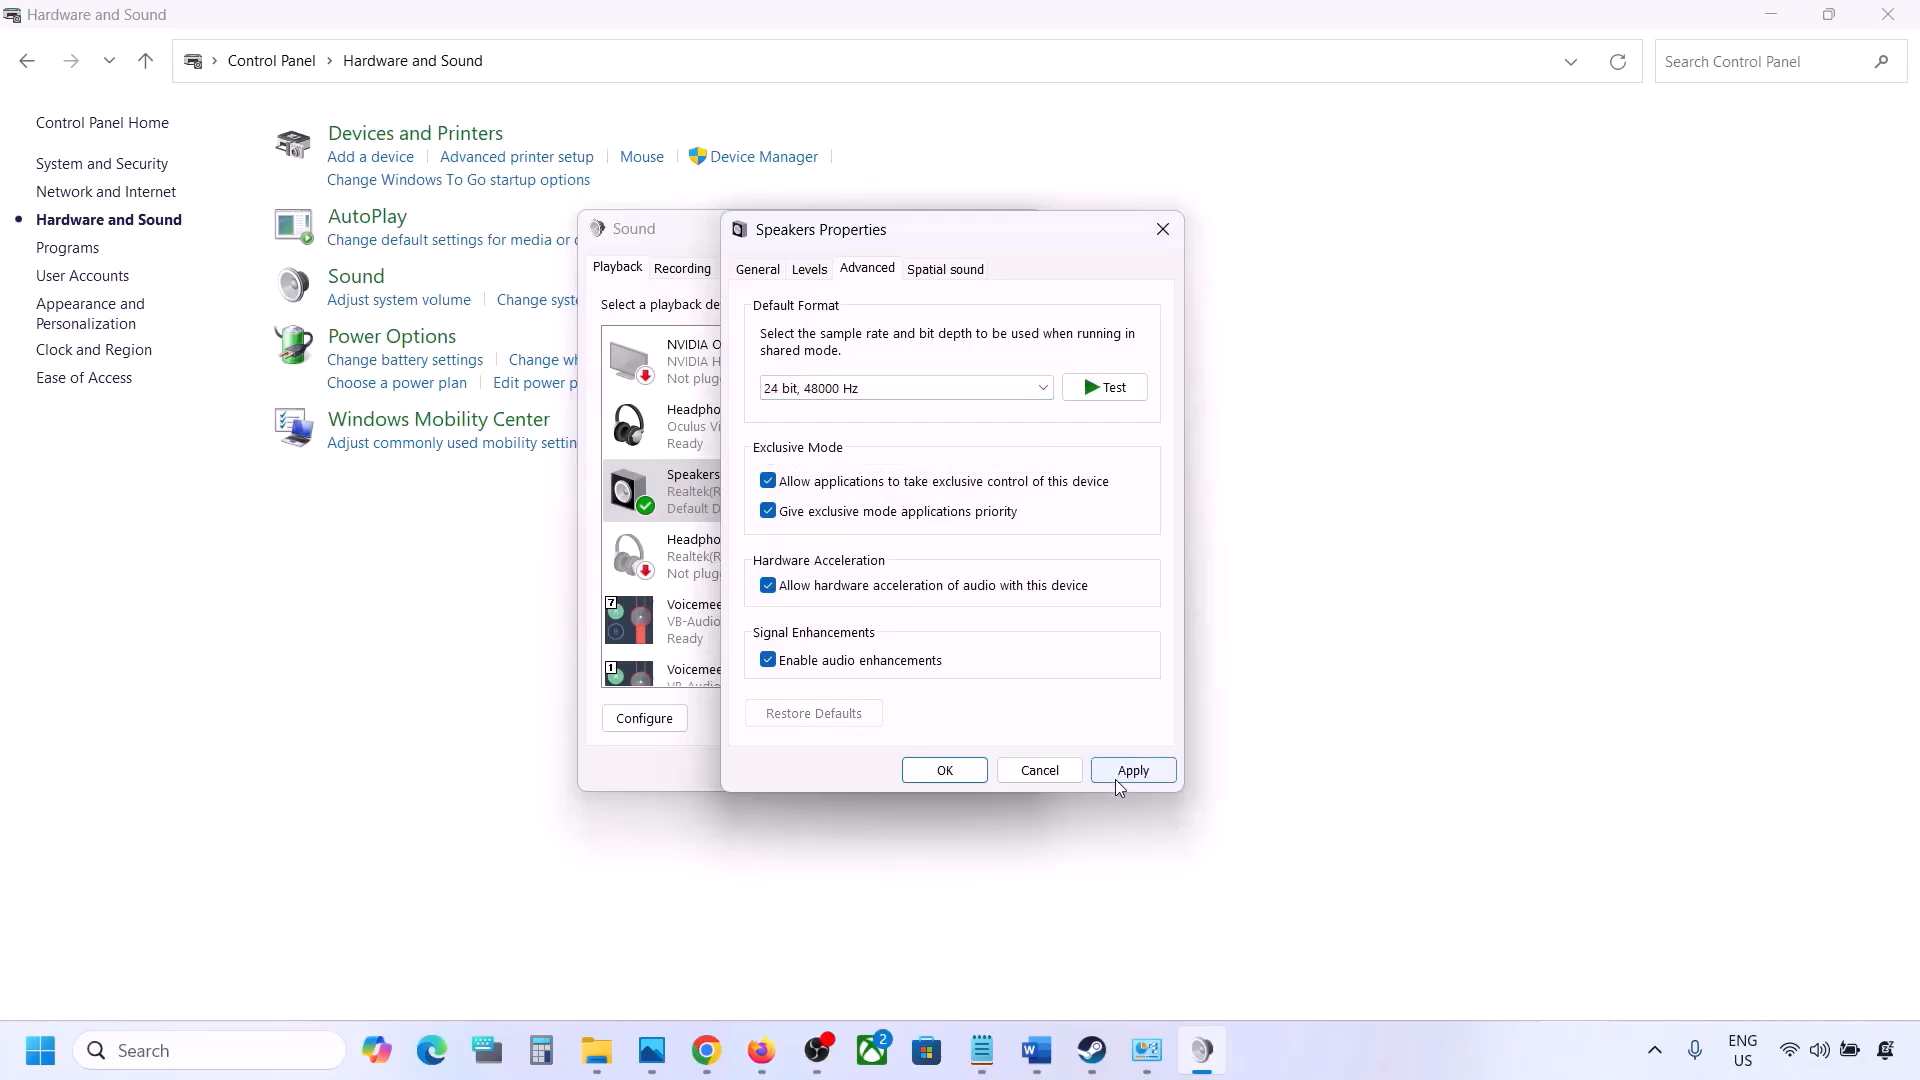 Hardware and Sound
Control Panel > Hardware and Sound
Search Control Panel
Control Panel Home
System and Security
Network and Internet
Hardware and Sound
Programs
User Accounts
Appearance and
Personalization
Clock and Region
Ease of Access
Devices and Printers
Add a device
Advanced printer setup
Mouse
Device Manager
Change Windows To Go startup options
AutoPlay
Change default settings for media or
Sound
Adjust system volume
Change syst
Power Options
Change battery settings
Change wh
Choose a power plan
Edit power p
Windows Mobility Center
Adjust commonly used mobility settin
Sound
Playback
Recording
Select a playback de
NVIDIA O
NVIDIA H
Not plug
Headpho
Oculus Vi
Ready
Speakers
Realtek(R
Default D
Headpho
Realtek(R
Not plug
7
Voicemee
VB-Audio
Ready
1
Voicemee
Configure
Speakers Properties
General
Levels
Advanced
Spatial sound
Default Format
Select the sample rate and bit depth to be used when running in
shared mode.
24 bit, 48000 Hz
Test
Exclusive Mode
Allow applications to take exclusive control of this device
Give exclusive mode applications priority
Hardware Acceleration
Allow hardware acceleration of audio with this device
Signal Enhancements
Enable audio enhancements
Restore Defaults
OK
Cancel
Apply
Search
2
ENG
US